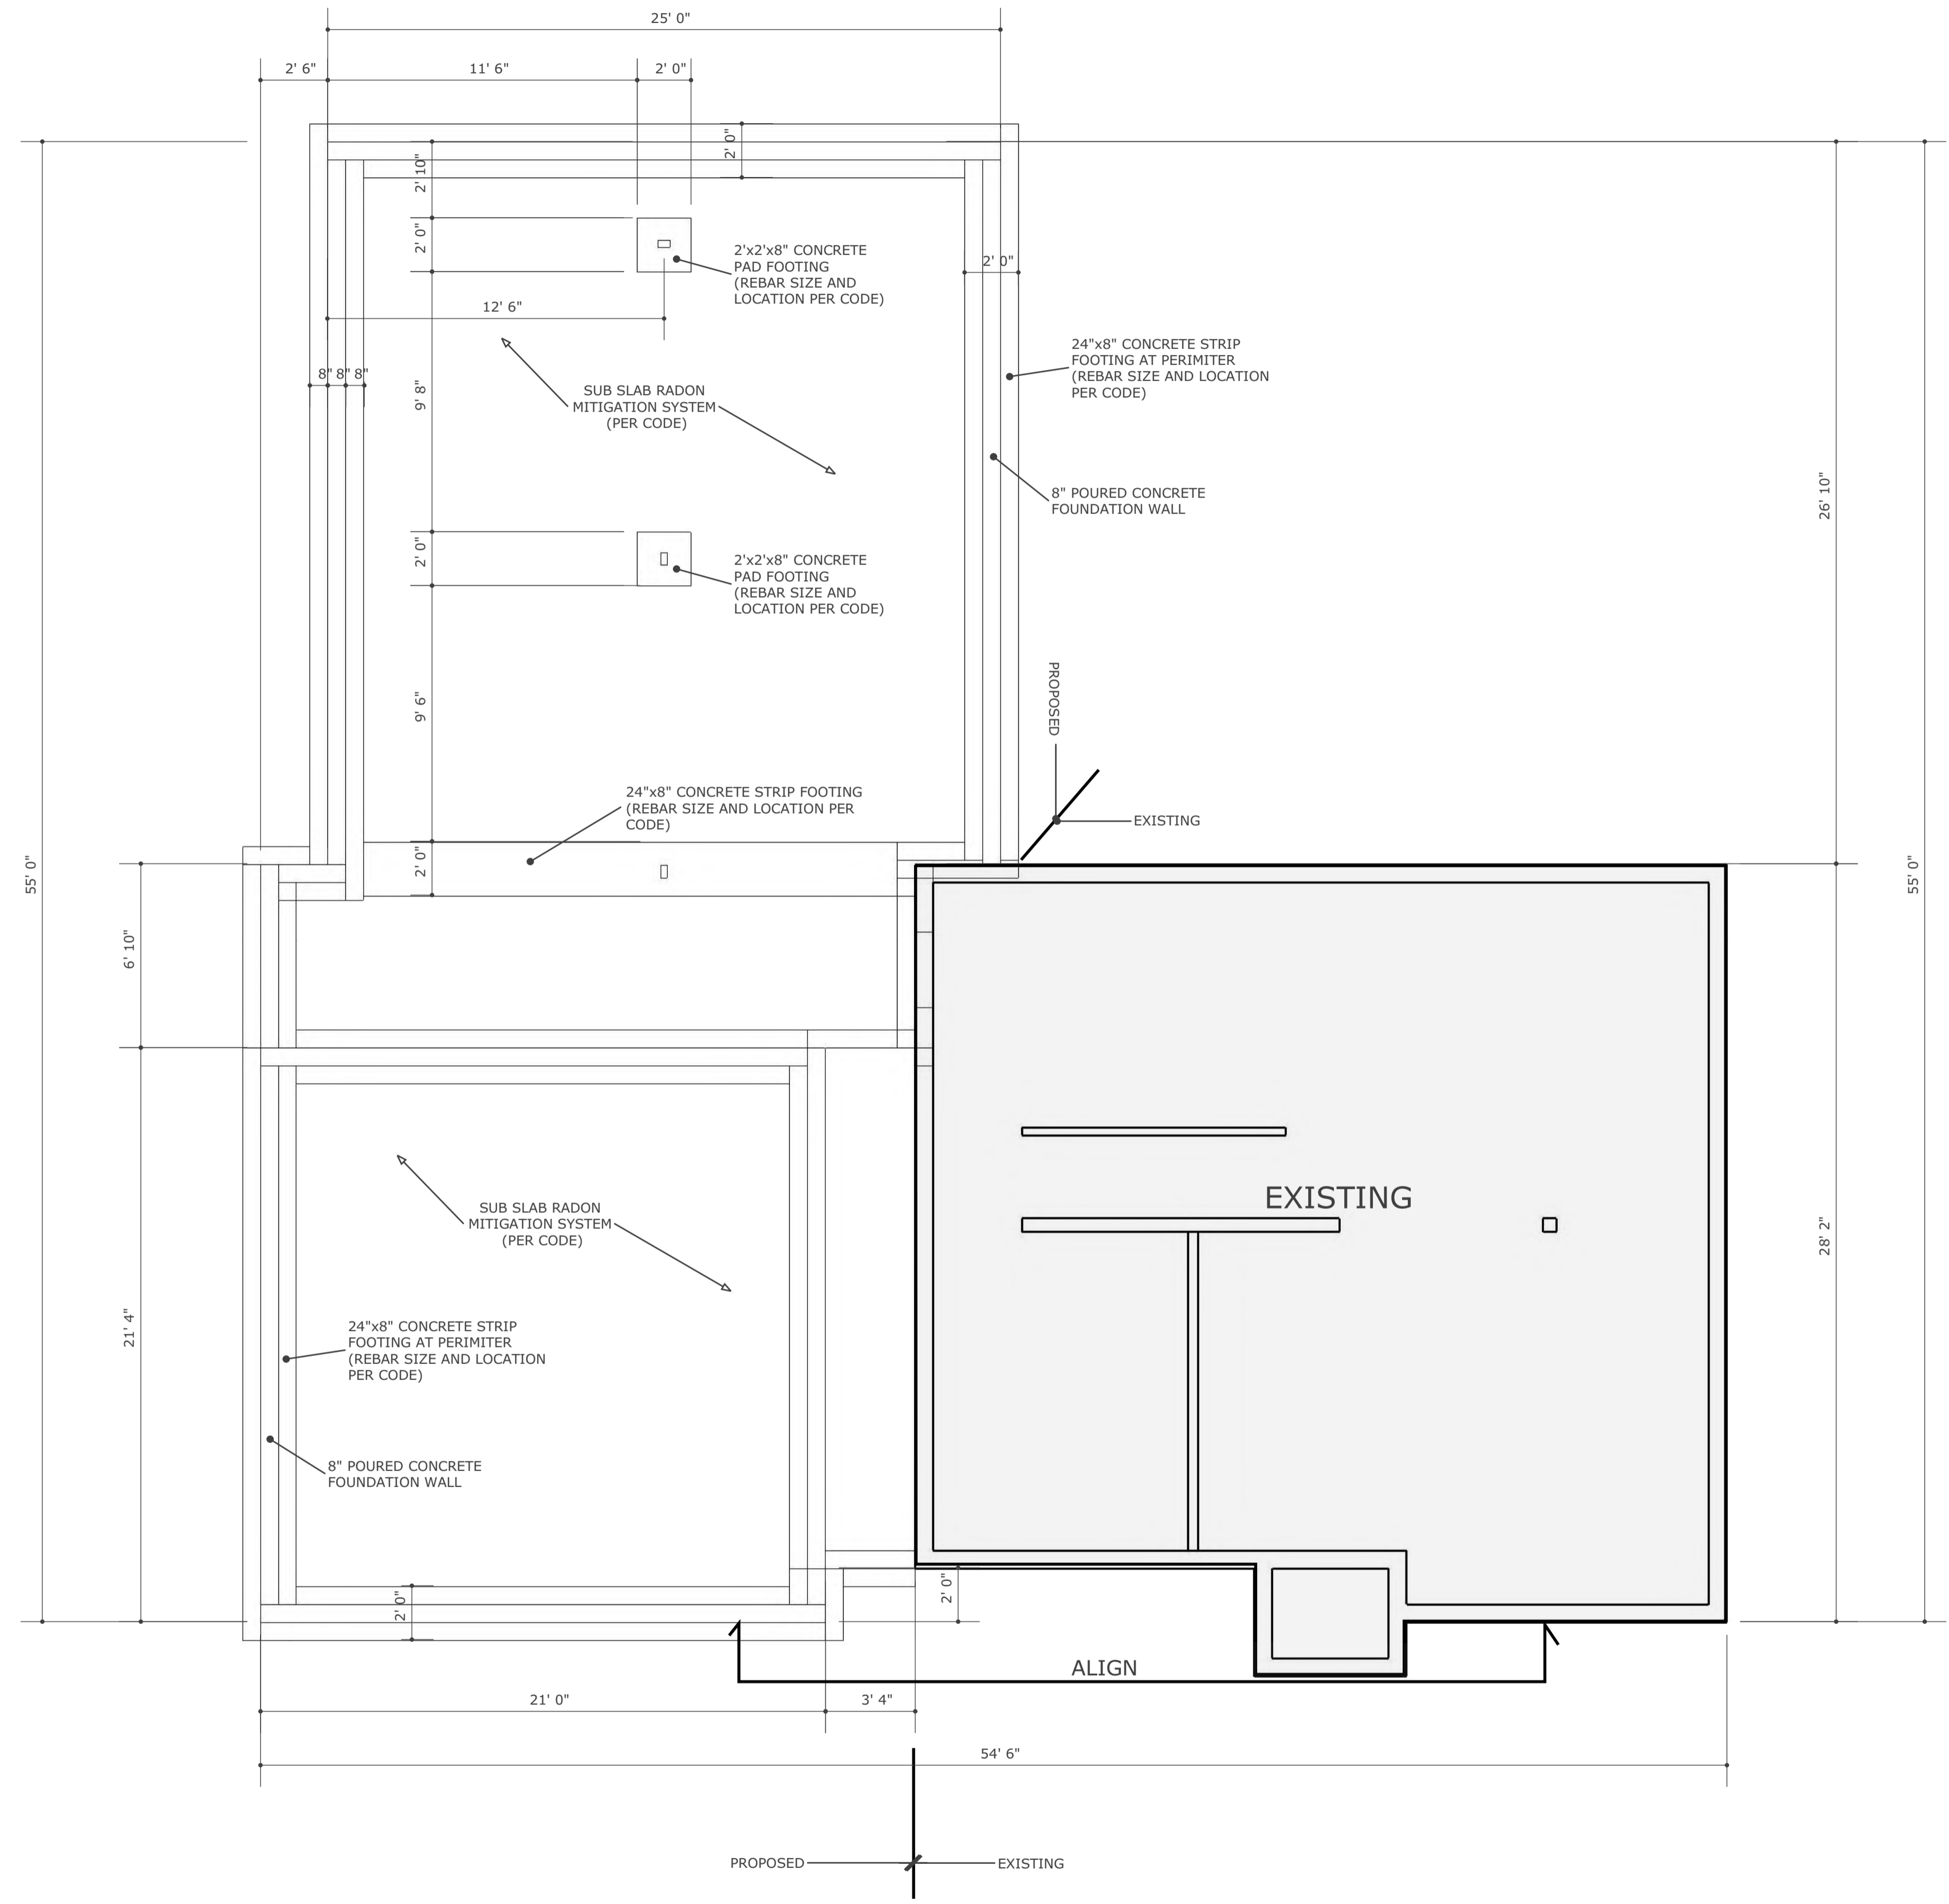 25' 0"
2' 6"
11' 6"
2' 0"
2' 0"
2' 10"
2' 0"
2'x2'x8" CONCRETE
PAD FOOTING
(REBAR SIZE AND
LOCATION PER CODE)
2' 0"
12' 6"
24"x8" CONCRETE STRIP
FOOTING AT PERIMITER
(REBAR SIZE AND LOCATION
PER CODE)
8" 8" 8"
9' 8"
SUB SLAB RADON
MITIGATION SYSTEM
(PER CODE)
8" POURED CONCRETE
FOUNDATION WALL
26' 10"
2' 0"
2'x2'x8" CONCRETE
PAD FOOTING
(REBAR SIZE AND
LOCATION PER CODE)
9' 6"
PROPOSED
EXISTING
24"x8" CONCRETE STRIP FOOTING
(REBAR SIZE AND LOCATION PER
CODE)
2' 0"
55' 0"
55' 0"
6' 10"
EXISTING
28' 2"
SUB SLAB RADON
MITIGATION SYSTEM
(PER CODE)
21' 4"
24"x8" CONCRETE STRIP
FOOTING AT PERIMITER
(REBAR SIZE AND LOCATION
PER CODE)
8" POURED CONCRETE
FOUNDATION WALL
2' 0"
2' 0"
ALIGN
21' 0"
3' 4"
54' 6"
PROPOSED
EXISTING